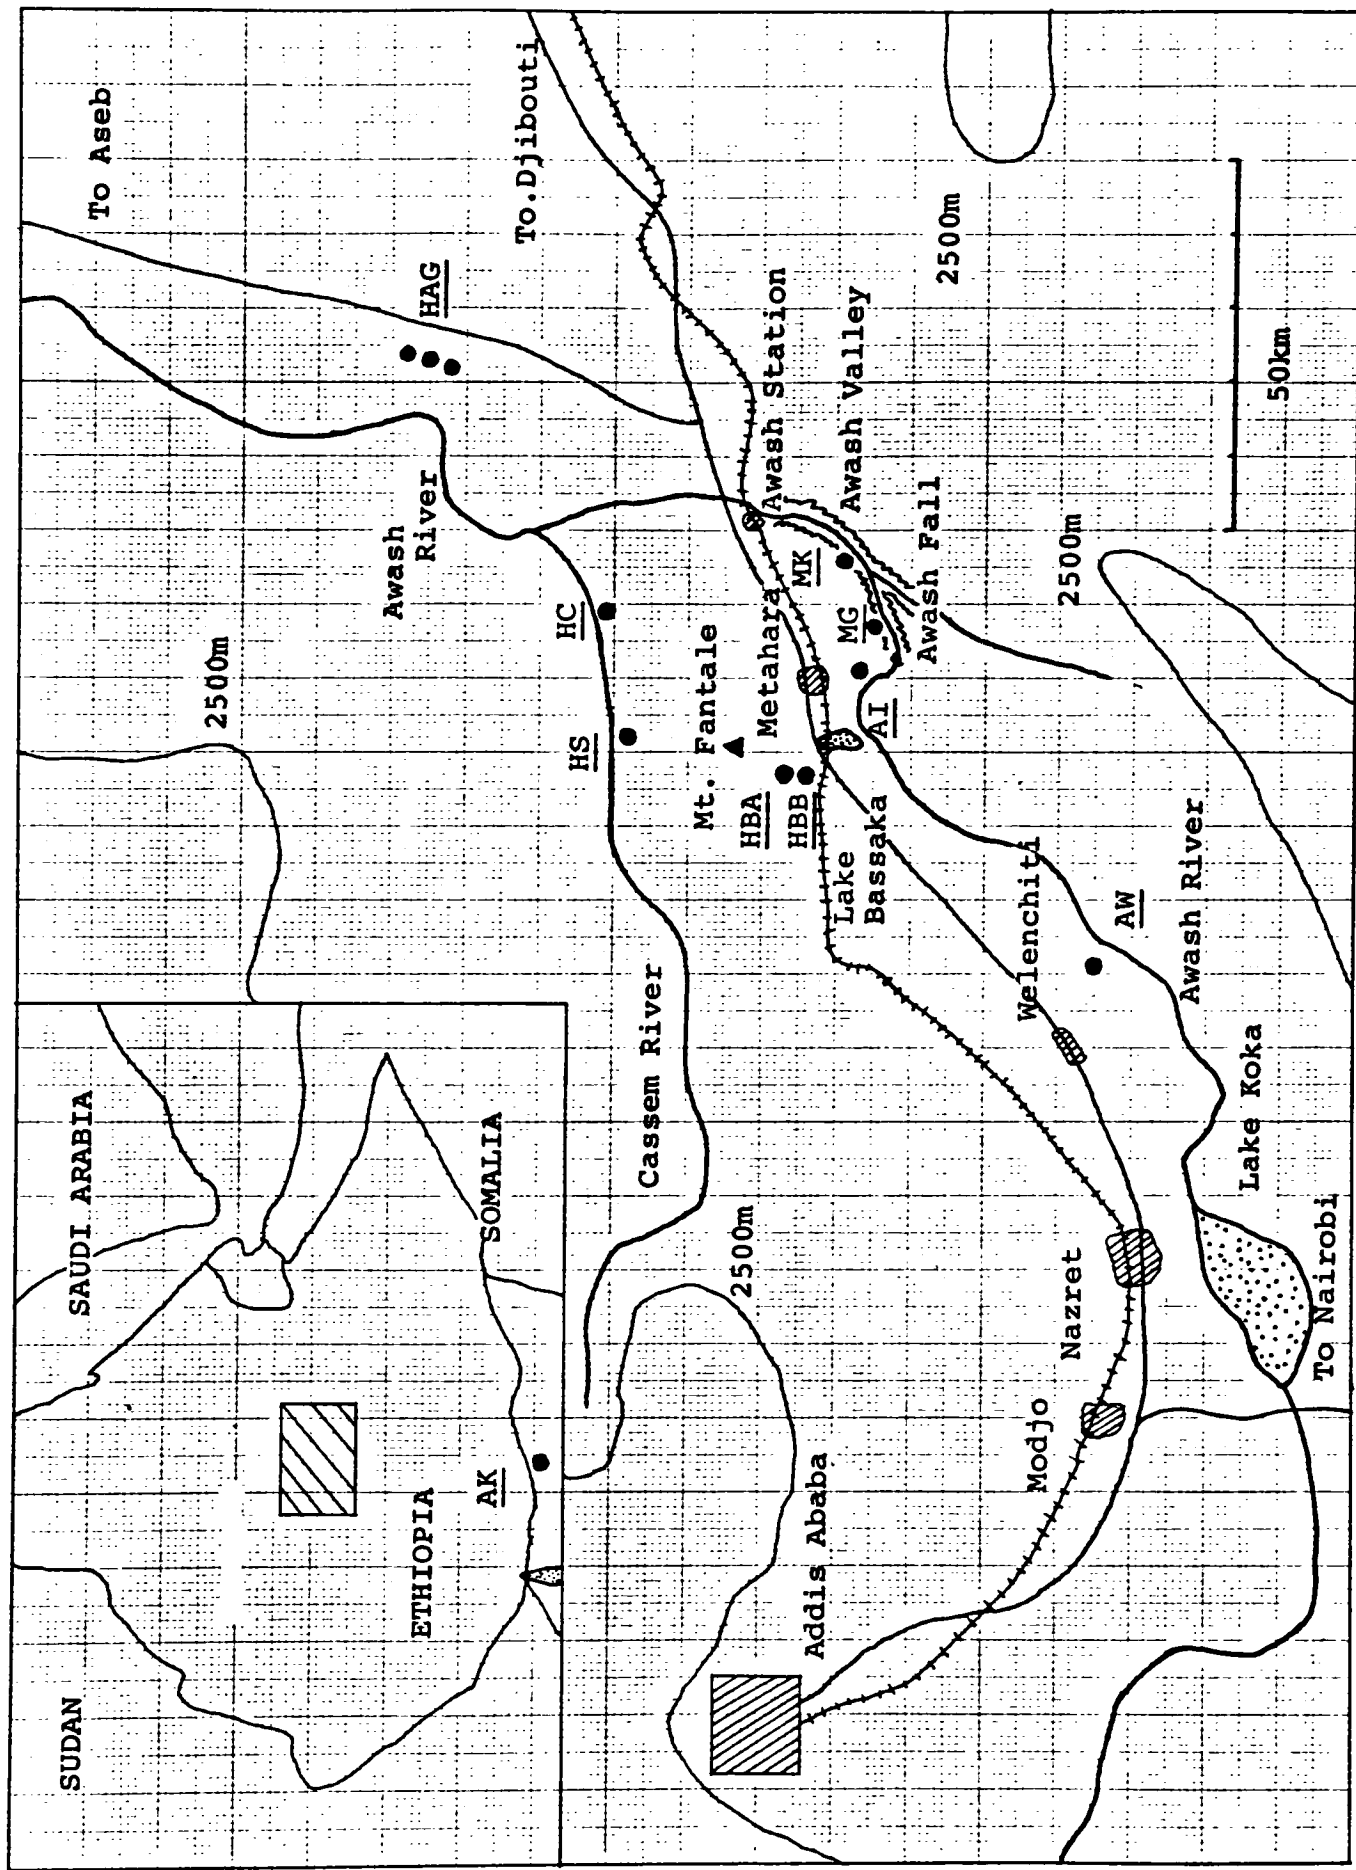 SUDAN
SAUDI ARABIA
ETHIOPIA
SOMALIA
AK
2500m
To Aseb
HAG
Awash
River
To.Djibouti
HC
HS
Cassem River
Mt. Fantale
Metahara
HBA
HBB
Lake
Bassaka
MK
MG
AI
Awash Station
Awash Valley
Awash Fall
2500m
2500m
2500m
50km
Addis Ababa
Modjo
Nazret
Welenchiti
AW
Awash River
Lake Koka
To Nairobi